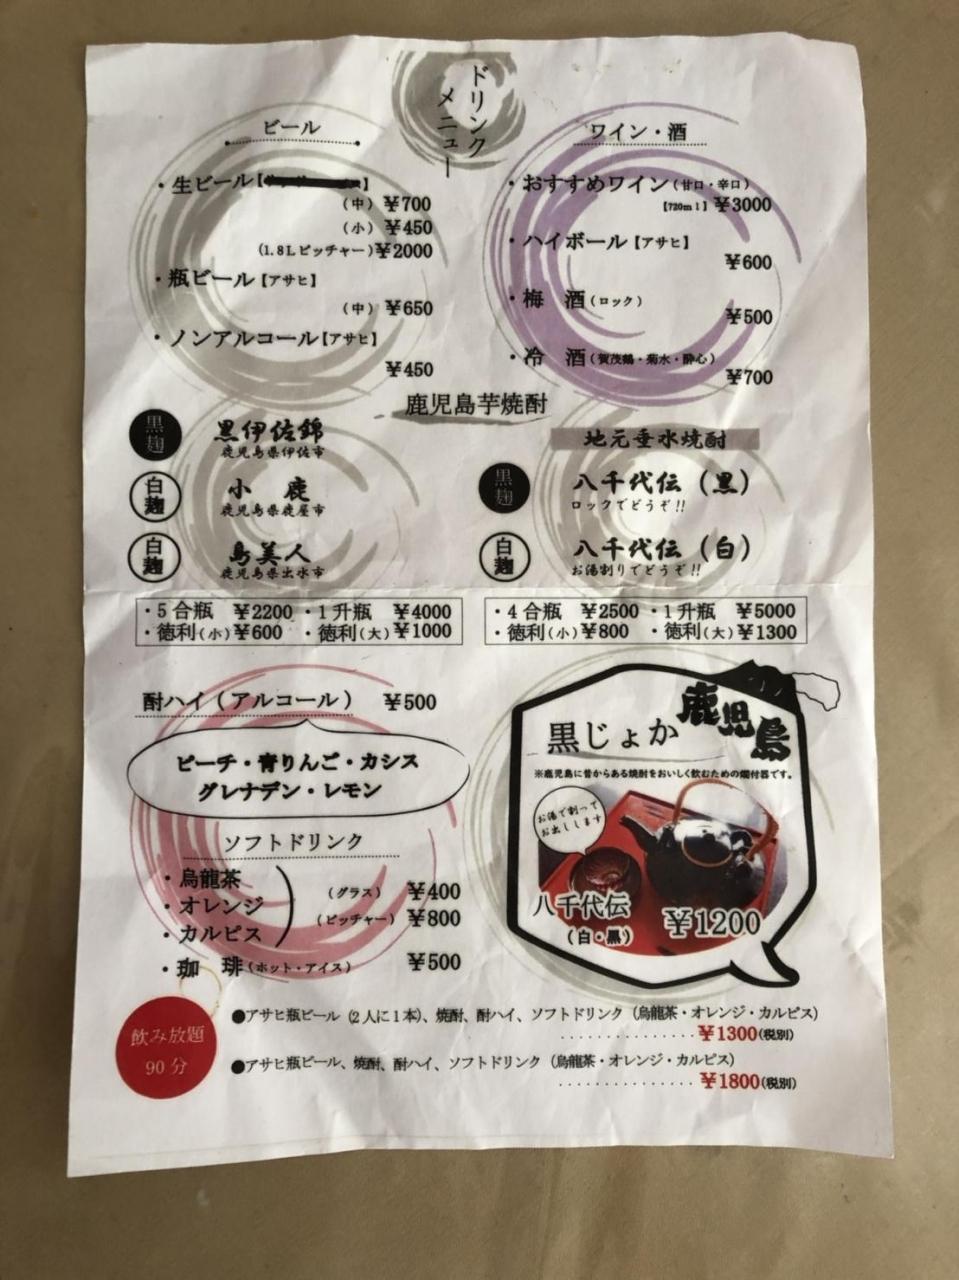 ドリンク
メニュー
ビール
・生ビール【】
(中) ¥700
(小) ¥450
(1.8Lピッチャー) ¥2000
・瓶ビール【アサヒ】
(中) ¥650
・ノンアルコール【アサヒ】
¥450
ワイン・酒
・おすすめワイン(甘口・辛口)
【720ml】 ¥3000
・ハイボール【アサヒ】
¥600
・梅 酒(ロック)
¥500
・冷 酒(賀茂鶴・菊水・酔心)
¥700
鹿児島芋焼酎
黒麹
黒伊佐錦
鹿児島県伊佐市
白麹
小 鹿
鹿児島県鹿屋市
白麹
島美人
鹿児島県出水市
・5合瓶 ¥2200 ・1升瓶 ¥4000
・徳利(小) ¥600 ・徳利(大) ¥1000
地元垂水焼酎
黒麹
八千代伝(黒)
ロックでどうぞ!!
白麹
八千代伝(白)
お湯割りでどうぞ!!
・4合瓶 ¥2500 ・1升瓶 ¥5000
・徳利(小) ¥800 ・徳利(大) ¥1300
酎ハイ(アルコール) ¥500
ピーチ・青りんご・カシス
グレナデン・レモン
ソフトドリンク
・烏龍茶
・オレンジ
・カルピス
(グラス) ¥400
(ピッチャー) ¥800
・珈 琲(ホット・アイス) ¥500
鹿児島
黒じょか
※鹿児島に昔からある焼酎をおいしく飲むための燗付器です。
お湯で割って
お出しします
八千代伝
(白・黒)
¥1200
飲み放題
90分
●アサヒ瓶ビール(2人に1本)、焼酎、酎ハイ、ソフトドリンク(烏龍茶・オレンジ・カルピス)
・・・・・・・・・・・・・・・¥1300(税別)
●アサヒ瓶ビール、焼酎、酎ハイ、ソフトドリンク(烏龍茶・オレンジ・カルピス)
・・・・・・・・・・・・・・・¥1800(税別)